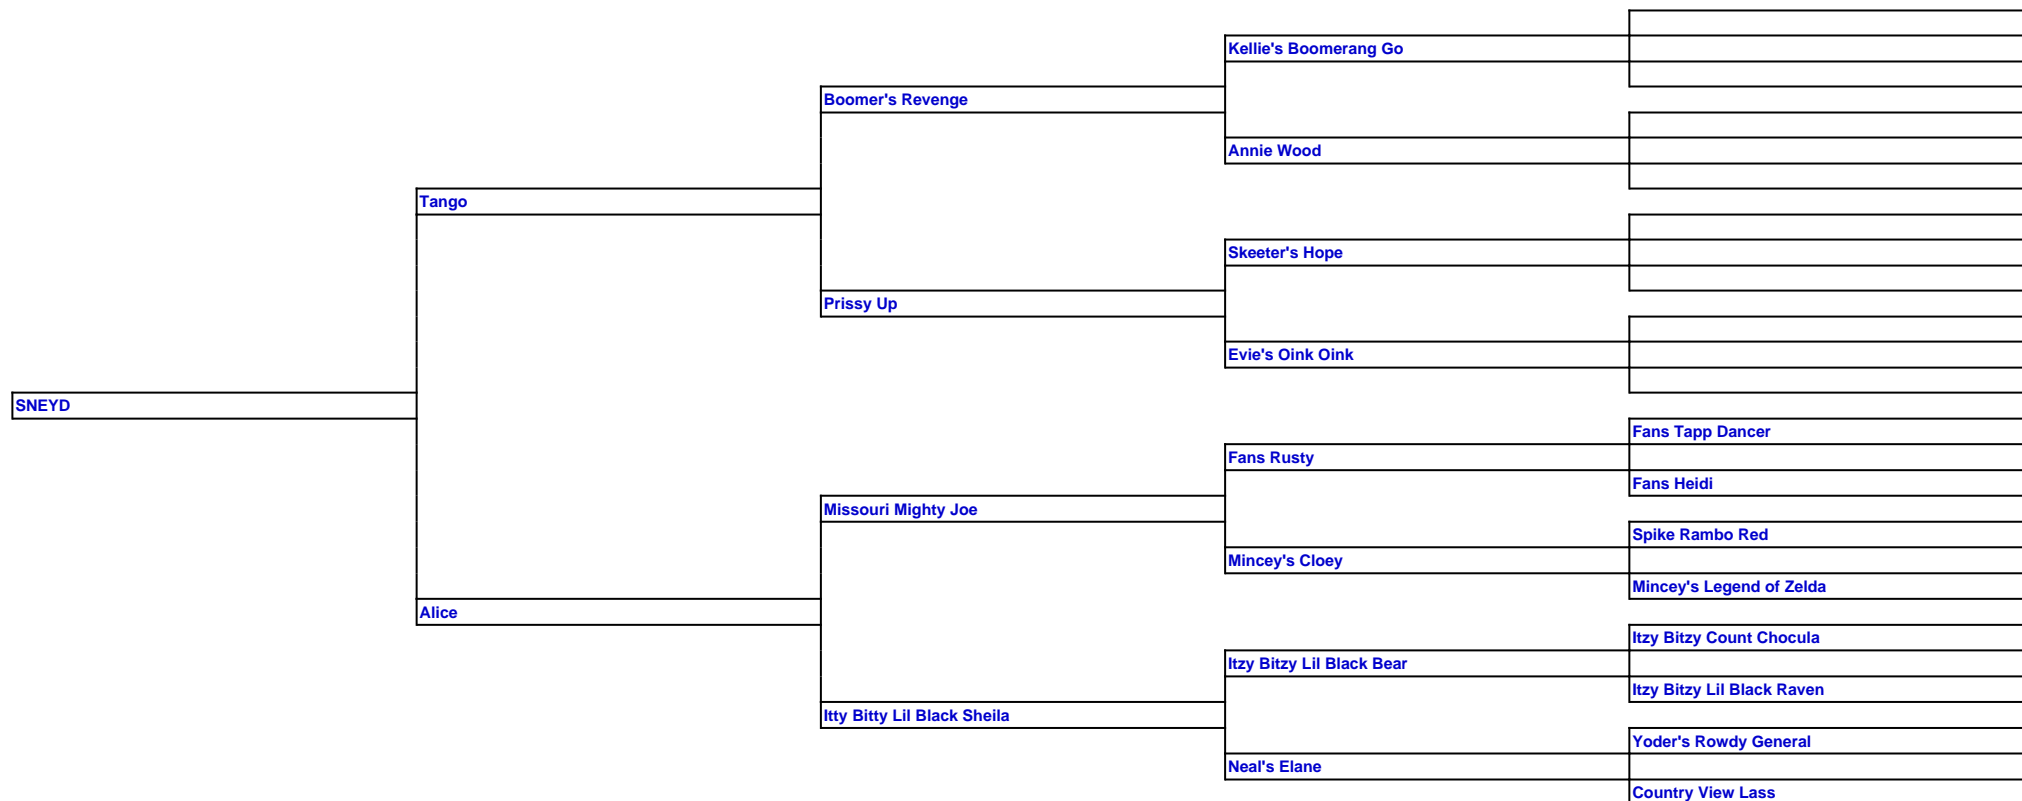 Kellie's Boomerang Go
Boomer's Revenge
Annie Wood
Tango
Skeeter's Hope
Prissy Up
Evie's Oink Oink
SNEYD
Fans Tapp Dancer
Fans Rusty
Fans Heidi
Missouri Mighty Joe
Spike Rambo Red
Mincey's Cloey
Mincey's Legend of Zelda
Alice
Itzy Bitzy Count Chocula
Itzy Bitzy Lil Black Bear
Itzy Bitzy Lil Black Raven
Itty Bitty Lil Black Sheila
Yoder's Rowdy General
Neal's Elane
Country View Lass